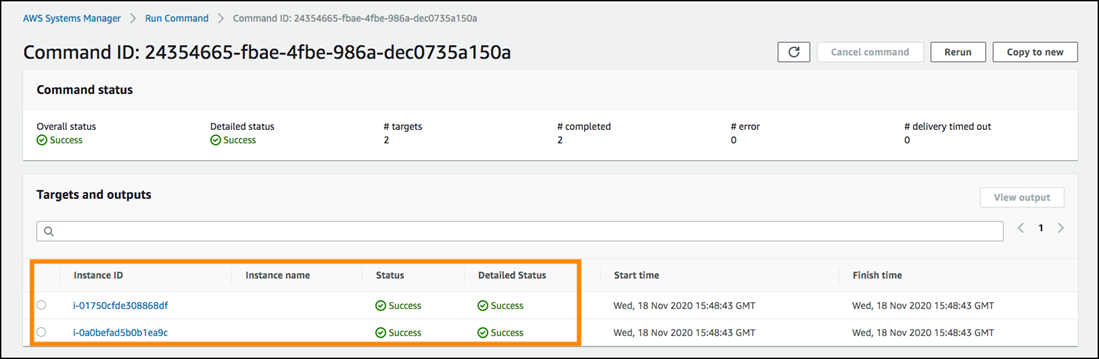 AWS Systems Manager > Run Command > Command ID: 24354665-fbae-4fbe-986a-dec0735a150a
Command ID: 24354665-fbae-4fbe-986a-dec0735a150a
Cancel command Rerun Copy to new
Command status
Overall status Detailed status # targets # completed # error # delivery timed out
Success Success 2 2 0 0
Targets and outputs
View output
1
Instance ID Instance name Status Detailed Status Start time Finish time
i-01750cfde308868df Success Success Wed, 18 Nov 2020 15:48:43 GMT Wed, 18 Nov 2020 15:48:43 GMT
i-0a0befad5b0b1ea9c Success Success Wed, 18 Nov 2020 15:48:43 GMT Wed, 18 Nov 2020 15:48:43 GMT